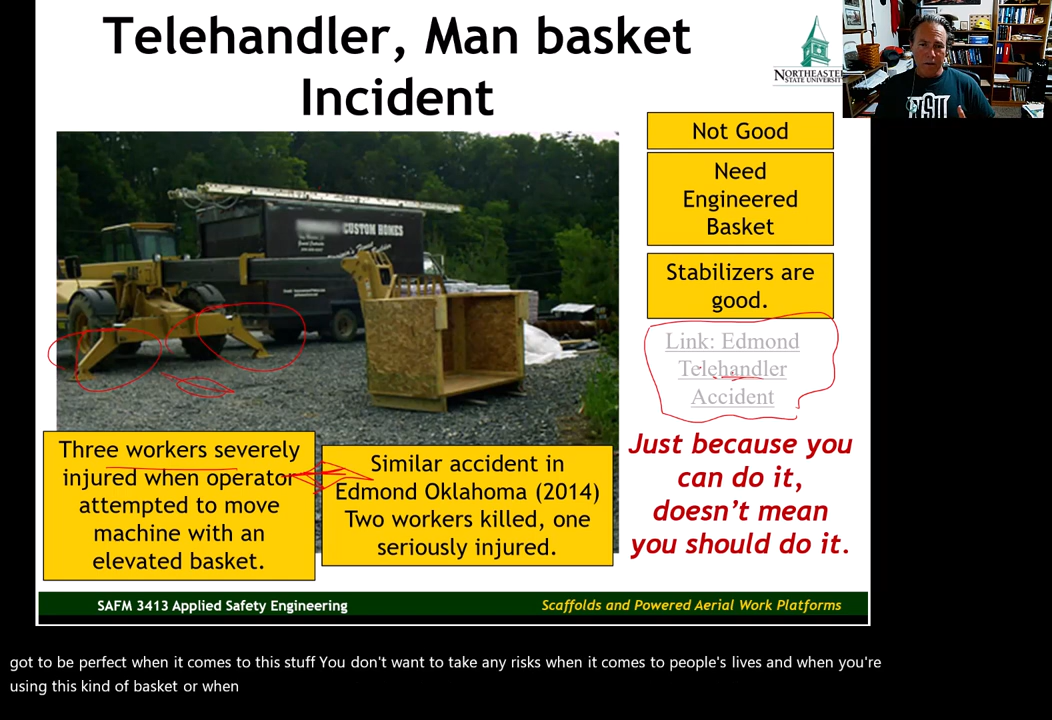 Telehandler, Man basket
Incident
NORTHEASTE
STATE UNIVERSITY
NSU
Not Good
Need
Engineered
Basket
Stabilizers are
good.
Link: Edmond
Telehandler
Accident
CUSTOM HOMES
Three workers severely
injured when operator
attempted to move
machine with an
elevated basket.
Similar accident in
Edmond Oklahoma (2014)
Two workers killed, one
seriously injured.
Just because you
can do it,
doesn't mean
you should do it.
SAFM 3413 Applied Safety Engineering
Scaffolds and Powered Aerial Work Platforms
got to be perfect when it comes to this stuff You don't want to take any risks when it comes to people's lives and when you're
using this kind of basket or when